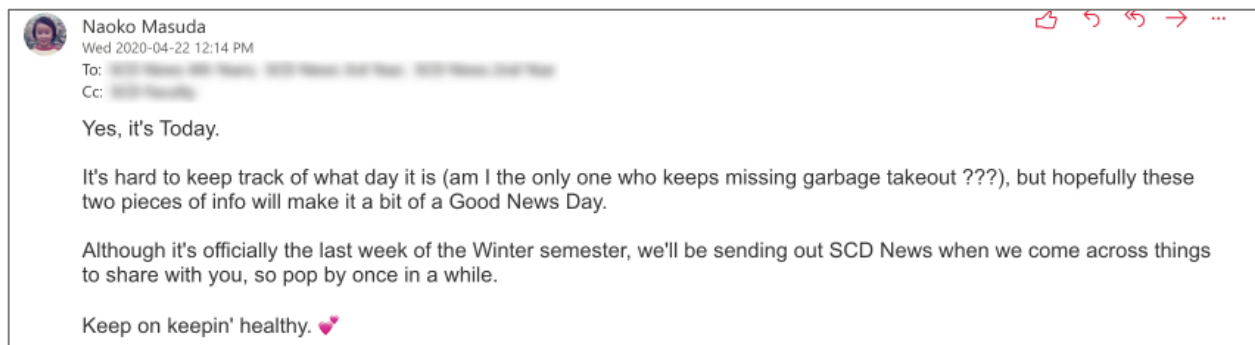 Naoko Masuda
Wed 2020-04-22 12:14 PM
To:
Cc:
Yes, it's Today.
It's hard to keep track of what day it is (am I the only one who keeps missing garbage takeout ???), but hopefully these
two pieces of info will make it a bit of a Good News Day.
Although it's officially the last week of the Winter semester, we'll be sending out SCD News when we come across things
to share with you, so pop by once in a while.
Keep on keepin' healthy. 💕